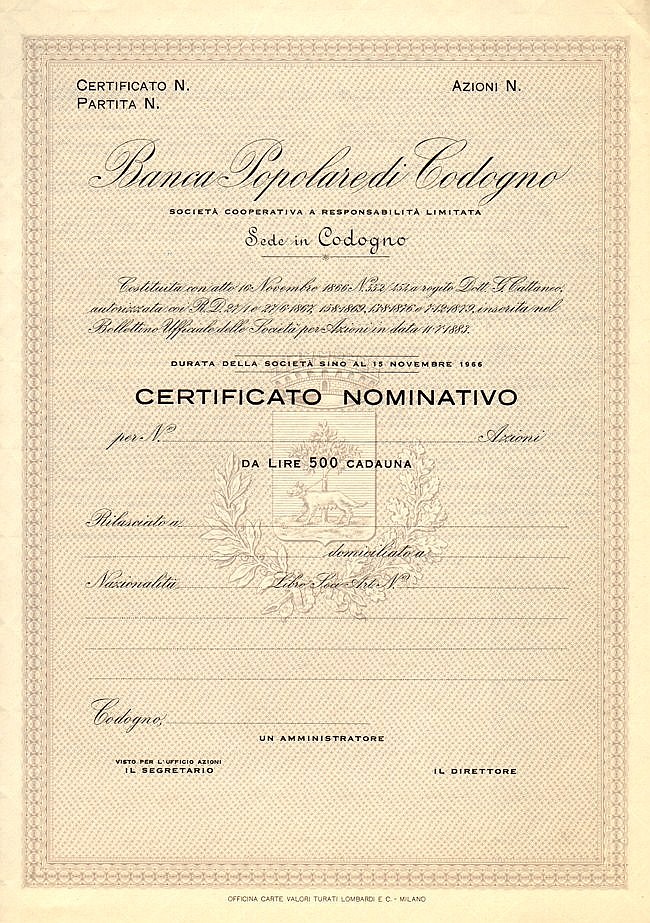 CERTIFICATO N.
AZIONI N.
PARTITA N.
Banca Popolare di Codogno
SOCIETÀ COOPERATIVA A RESPONSABILITÀ LIMITATA
Sede in Codogno
Costituita con atto 16 Novembre 1866 N. 352/454 a rogito Dott. G. Cattaneo,
autorizzata coi R.D. 27/1 e 27/6 1867, 15 8 1869, 13 8 1876 e 7 12 1879, inserita nel
Bollettino Ufficiale delle Società per Azioni in data 11 7 1883.
DURATA DELLA SOCIETÀ SINO AL 15 NOVEMBRE 1966
CERTIFICATO NOMINATIVO
per N.º Azioni
DA LIRE 500 CADAUNA
Rilasciato a
domiciliato a
Nazionalità Libro Soci Art. N.º
Codogno,
UN AMMINISTRATORE
VISTO PER L'UFFICIO AZIONI
IL SEGRETARIO
IL DIRETTORE
OFFICINA CARTE VALORI TURATI LOMBARDI E C. - MILANO